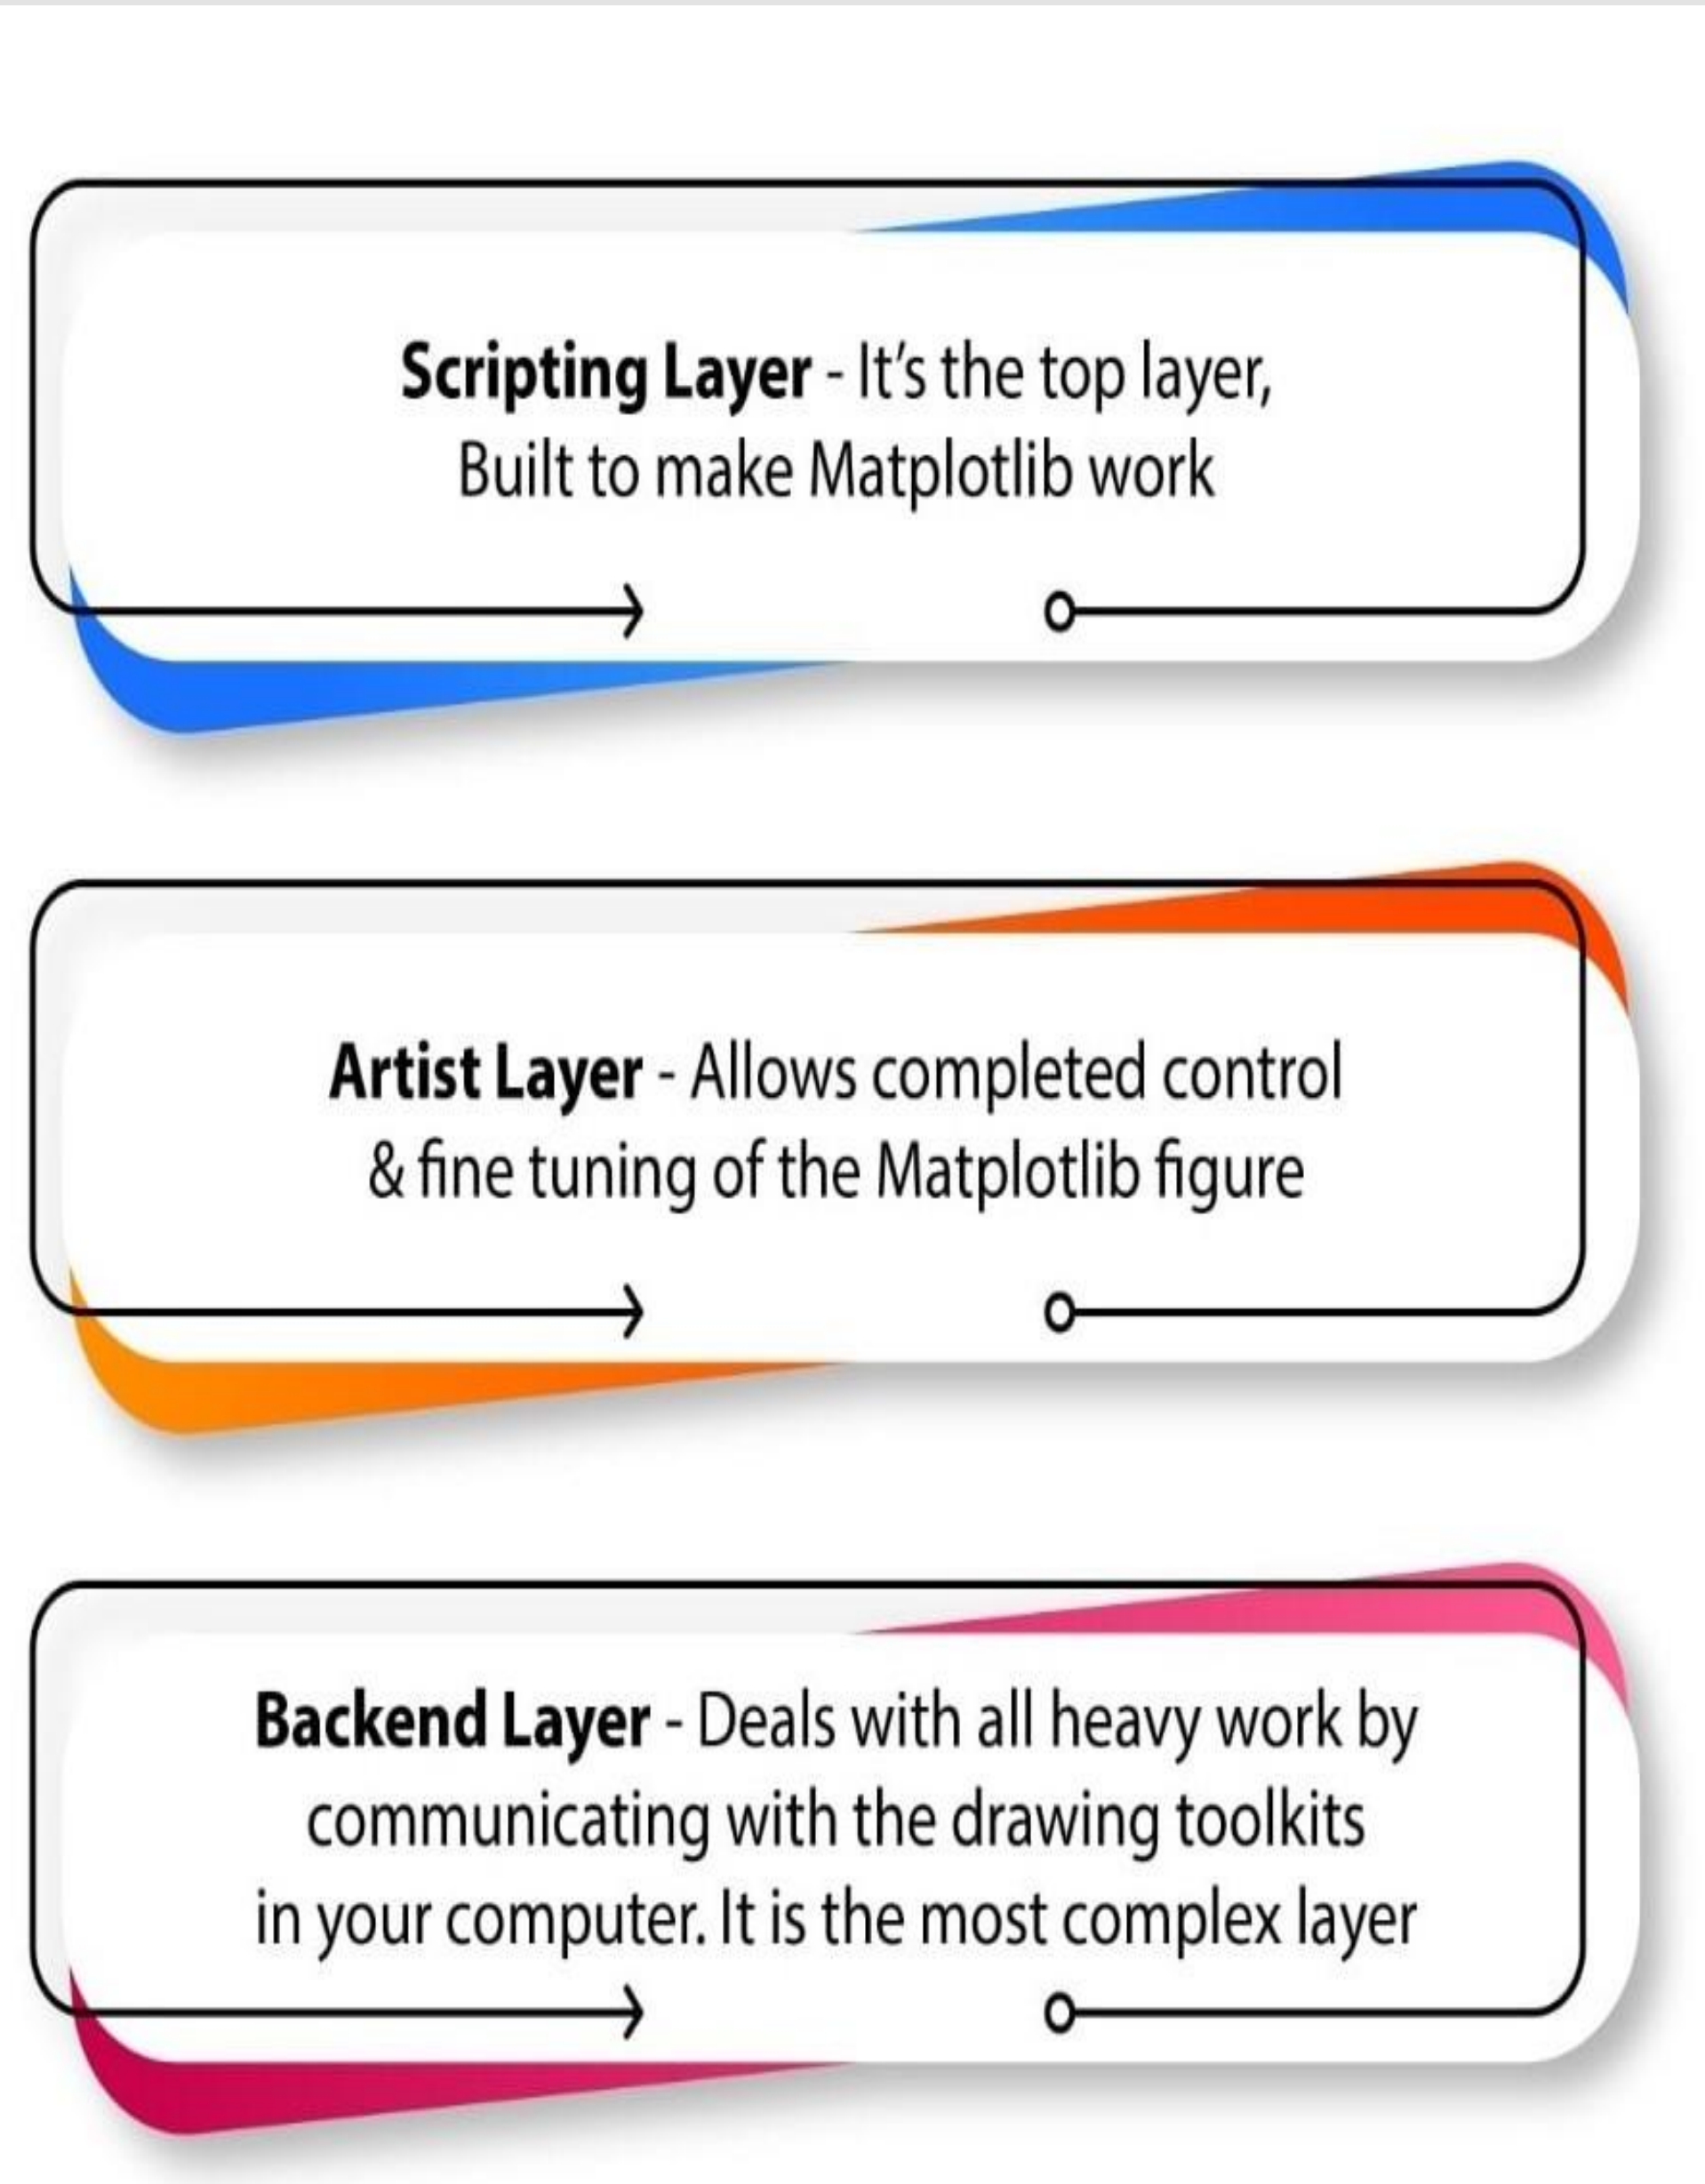 Scripting Layer - It’s the top layer,
Built to make Matplotlib work
Artist Layer - Allows completed control
& fine tuning of the Matplotlib figure
Backend Layer - Deals with all heavy work by
communicating with the drawing toolkits
in your computer. It is the most complex layer